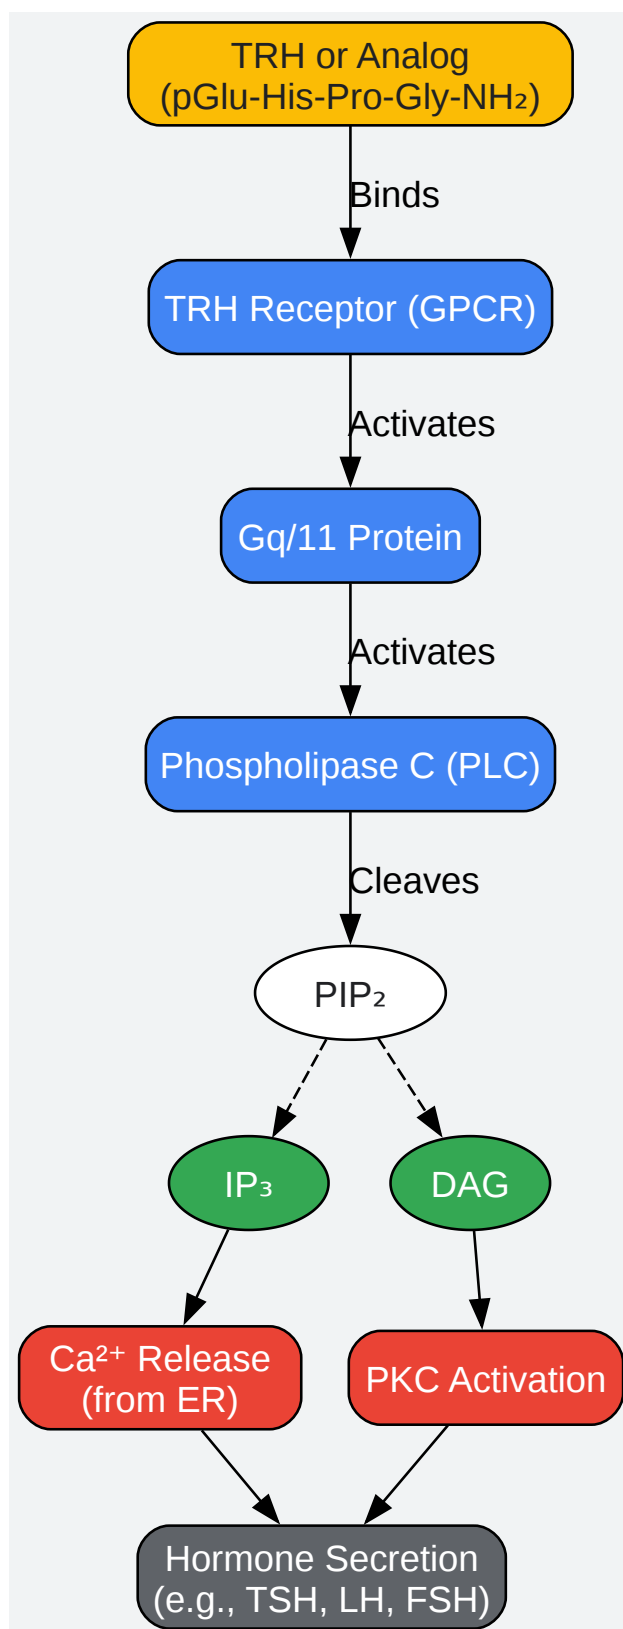 TRH or Analog
(pGlu-His-Pro-Gly-NH₂)
Binds
TRH Receptor (GPCR)
Activates
Gq/11 Protein
Activates
Phospholipase C (PLC)
Cleaves
PIP₂
IP₃
DAG
Ca²⁺ Release
(from ER)
PKC Activation
Hormone Secretion
(e.g., TSH, LH, FSH)